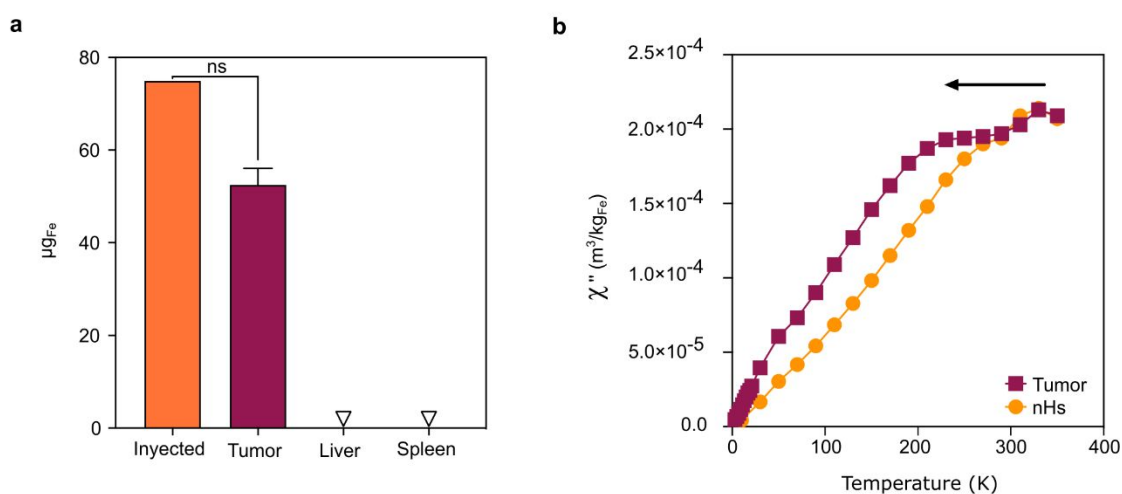 a
80
60
40
20
0
µgFe
ns
Inyected Tumor Liver Spleen
b
2.5×10-4
2.0×10-4
1.5×10-4
1.0×10-4
5.0×10-5
0.0
χ'' (m3/kgFe)
Tumor
nHs
0 100 200 300 400
Temperature (K)